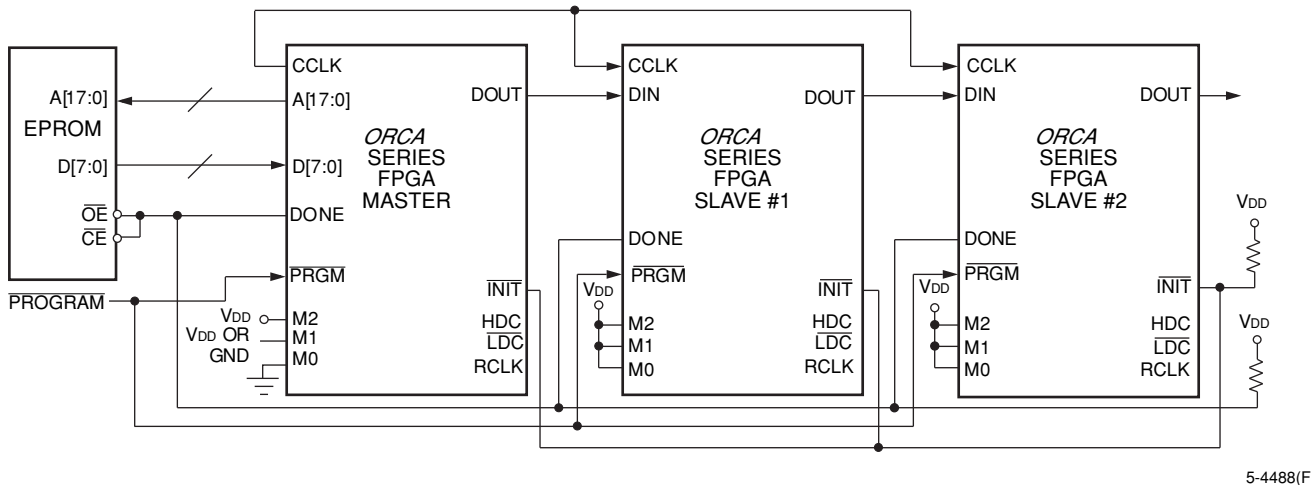 EPROM
A[17:0]
D[7:0]
OE
CE
PROGRAM
CCLK
A[17:0]
DOUT
D[7:0]
ORCA
SERIES
FPGA
MASTER
DONE
PRGM
INIT
VDD
M2
HDC
VDD OR
GND
M1
LDC
M0
RCLK
CCLK
DIN
DOUT
ORCA
SERIES
FPGA
SLAVE #1
DONE
PRGM
VDD
INIT
M2
HDC
M1
LDC
M0
RCLK
CCLK
DIN
DOUT
ORCA
SERIES
FPGA
SLAVE #2
DONE
PRGM
VDD
INIT
M2
HDC
M1
LDC
M0
RCLK
VDD
VDD
5-4488(F